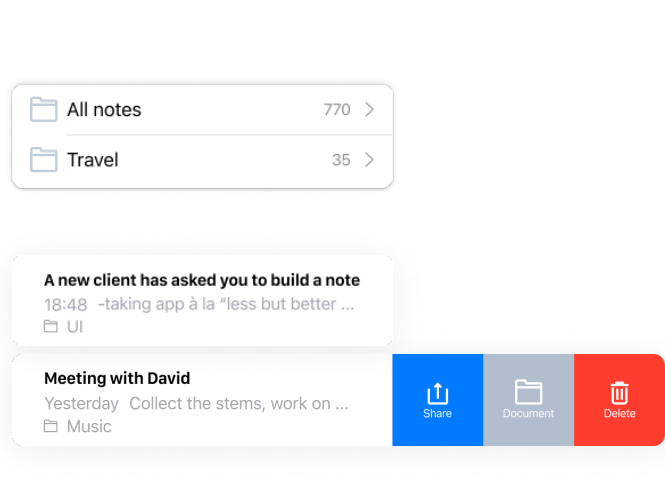 All notes 770
Travel 35
A new client has asked you to build a note
18:48 -taking app à la “less but better ...
UI
Meeting with David
Yesterday Collect the stems, work on ...
Music
Share Document Delete